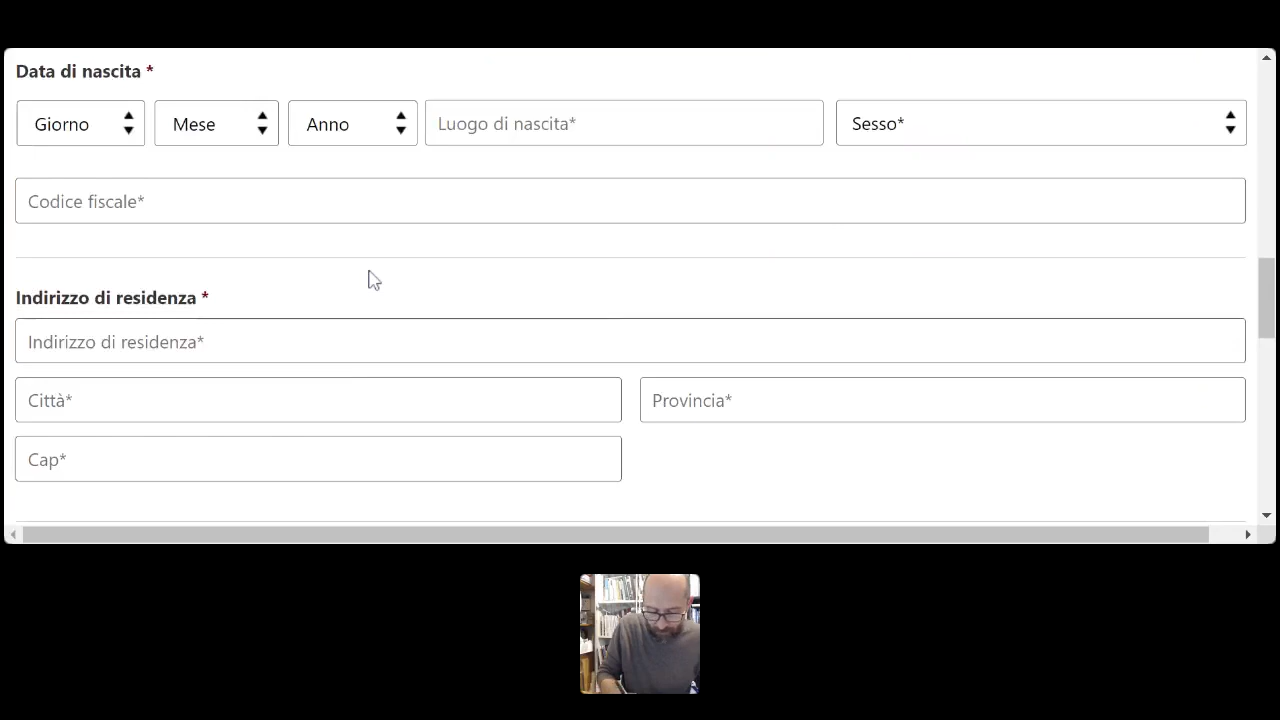 Data di nascita *
Giorno Mese Anno Luogo di nascita* Sesso*
Codice fiscale*
Indirizzo di residenza *
Indirizzo di residenza*
Città* Provincia*
Cap*